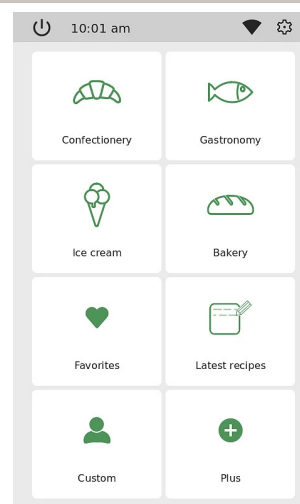 10:01 am
Confectionery
Gastronomy
Ice cream
Bakery
Favorites
Latest recipes
Custom
Plus